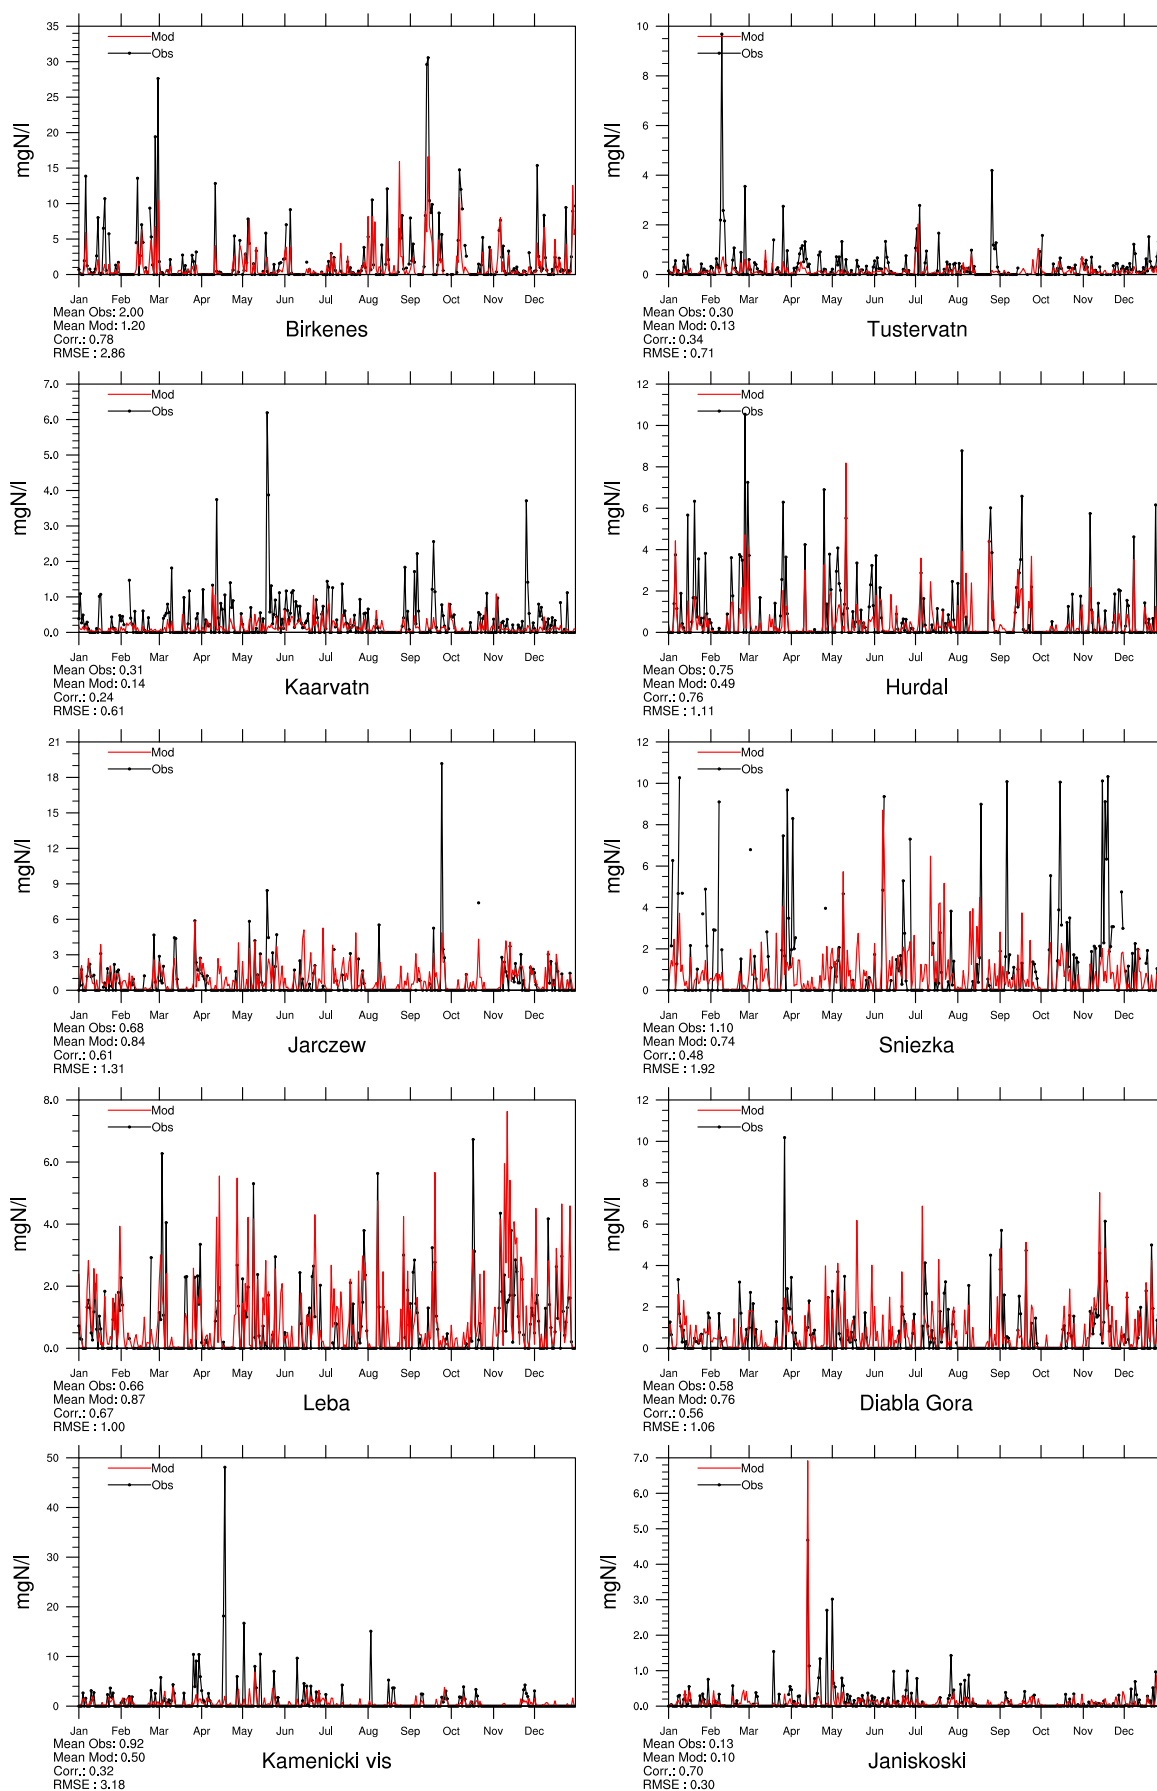 35
30
25
20
15
10
5
0
mgN/l
Mod
Obs
Jan Feb Mar Apr May Jun Jul Aug Sep Oct Nov Dec
Mean Obs: 2.00
Mean Mod: 1.20
Corr.: 0.78
RMSE : 2.86
Birkenes
10
8
6
4
2
0
mgN/l
Mod
Obs
Jan Feb Mar Apr May Jun Jul Aug Sep Oct Nov Dec
Mean Obs: 0.30
Mean Mod: 0.13
Corr.: 0.34
RMSE : 0.71
Tustervatn
7.0
6.0
5.0
4.0
3.0
2.0
1.0
0.0
mgN/l
Mod
Obs
Jan Feb Mar Apr May Jun Jul Aug Sep Oct Nov Dec
Mean Obs: 0.31
Mean Mod: 0.14
Corr.: 0.24
RMSE : 0.61
Kaarvatn
12
10
8
6
4
2
0
mgN/l
Mod
Obs
Jan Feb Mar Apr May Jun Jul Aug Sep Oct Nov Dec
Mean Obs: 0.75
Mean Mod: 0.49
Corr.: 0.76
RMSE : 1.11
Hurdal
21
18
15
12
9
6
3
0
mgN/l
Mod
Obs
Jan Feb Mar Apr May Jun Jul Aug Sep Oct Nov Dec
Mean Obs: 0.68
Mean Mod: 0.84
Corr.: 0.61
RMSE : 1.31
Jarczew
12
10
8
6
4
2
0
mgN/l
Mod
Obs
Jan Feb Mar Apr May Jun Jul Aug Sep Oct Nov Dec
Mean Obs: 1.10
Mean Mod: 0.74
Corr.: 0.48
RMSE : 1.92
Sniezka
8.0
6.0
4.0
2.0
0.0
mgN/l
Mod
Obs
Jan Feb Mar Apr May Jun Jul Aug Sep Oct Nov Dec
Mean Obs: 0.66
Mean Mod: 0.87
Corr.: 0.67
RMSE : 1.00
Leba
12
10
8
6
4
2
0
mgN/l
Mod
Obs
Jan Feb Mar Apr May Jun Jul Aug Sep Oct Nov Dec
Mean Obs: 0.58
Mean Mod: 0.76
Corr.: 0.56
RMSE : 1.06
Diabla Gora
50
40
30
20
10
0
mgN/l
Mod
Obs
Jan Feb Mar Apr May Jun Jul Aug Sep Oct Nov Dec
Mean Obs: 0.92
Mean Mod: 0.50
Corr.: 0.32
RMSE : 3.18
Kamenicki vis
7.0
6.0
5.0
4.0
3.0
2.0
1.0
0.0
mgN/l
Mod
Obs
Jan Feb Mar Apr May Jun Jul Aug Sep Oct Nov Dec
Mean Obs: 0.13
Mean Mod: 0.10
Corr.: 0.70
RMSE : 0.30
Janiskoski